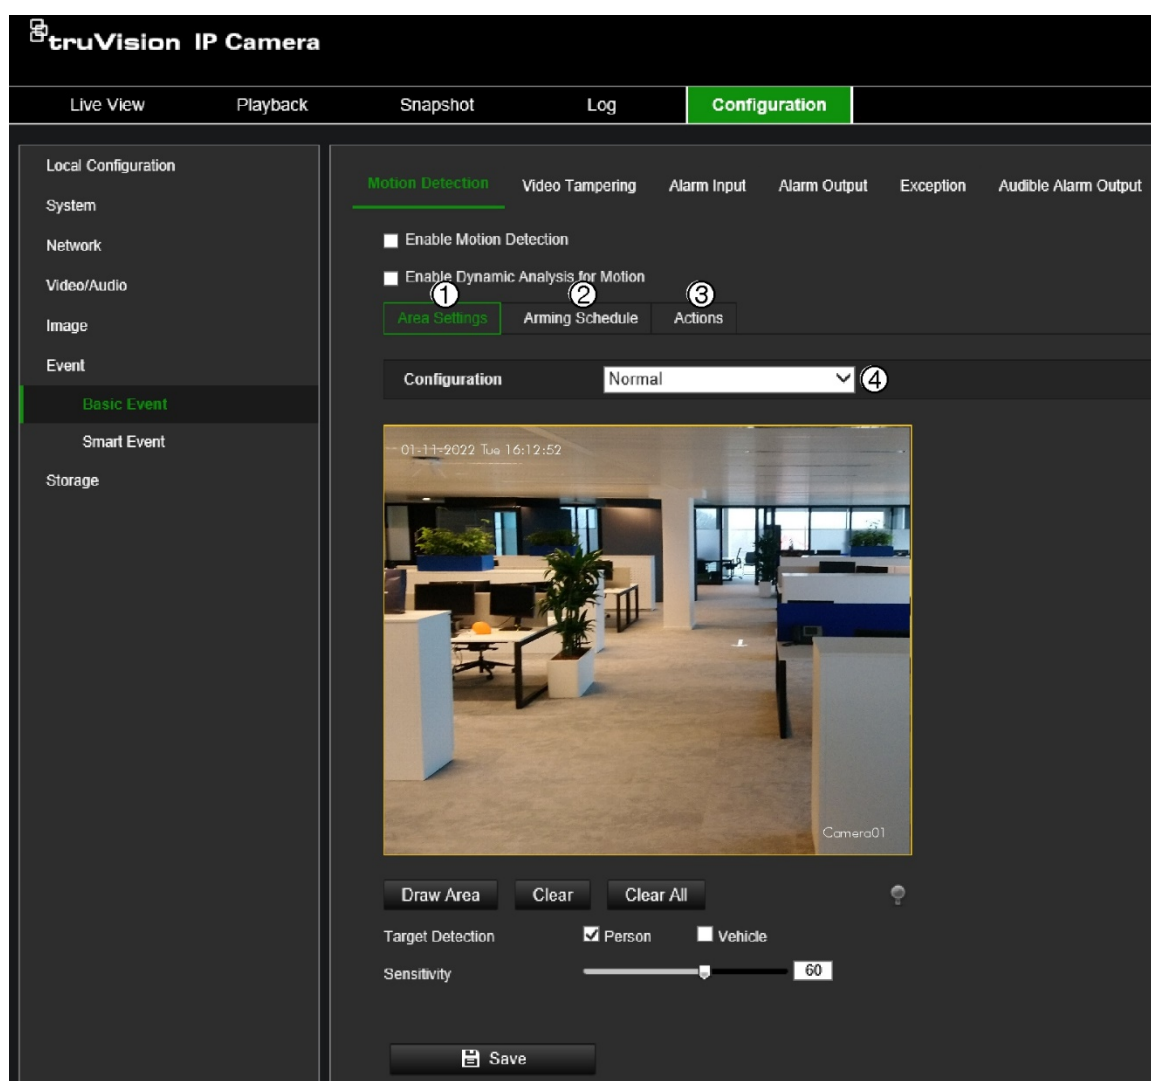 truVision IP Camera
Live View Playback Snapshot Log Configuration
Local Configuration
System
Network
Video/Audio
Image
Event
Basic Event
Smart Event
Storage
Motion Detection Video Tampering Alarm Input Alarm Output Exception Audible Alarm Output
Enable Motion Detection
Enable Dynamic Analysis for Motion
① ② ③
Area Settings Arming Schedule Actions
Configuration Normal ④
01-11-2022 Tue 16:12:52
Camera01
Draw Area Clear Clear All
Target Detection Person Vehicle
Sensitivity 60
Save